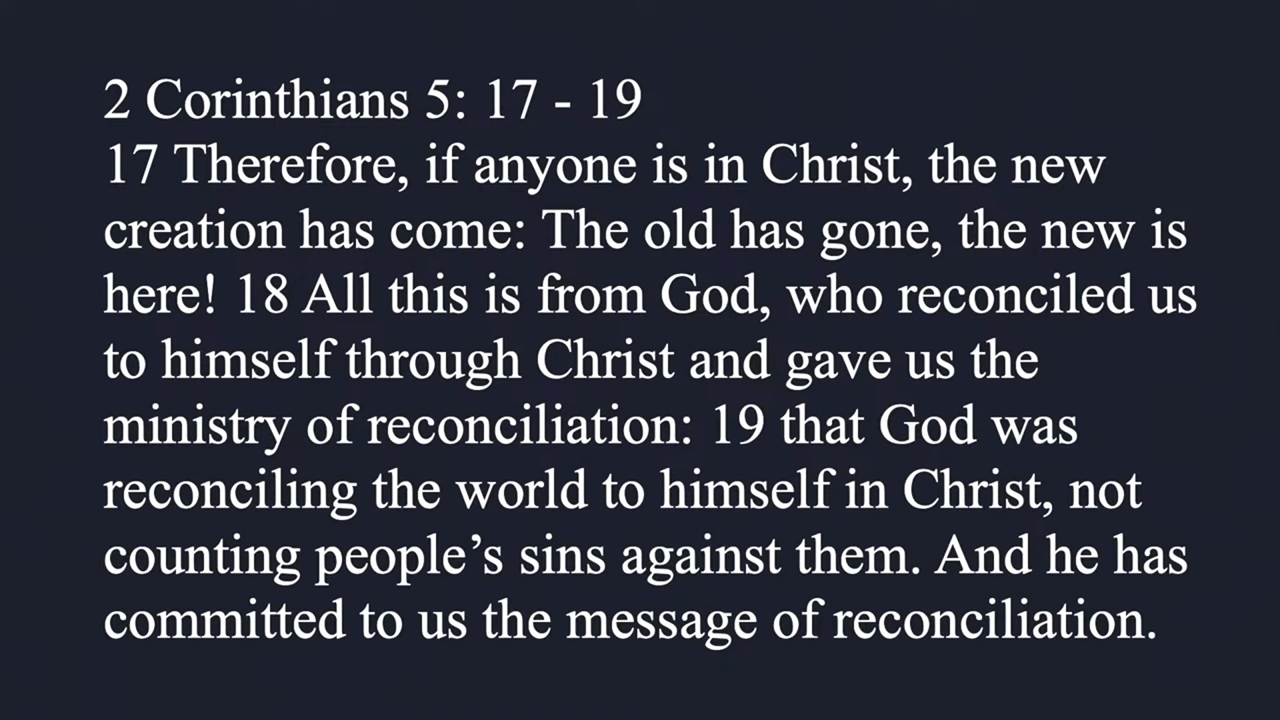 2 Corinthians 5: 17 - 19
17 Therefore, if anyone is in Christ, the new
creation has come: The old has gone, the new is
here! 18 All this is from God, who reconciled us
to himself through Christ and gave us the
ministry of reconciliation: 19 that God was
reconciling the world to himself in Christ, not
counting people’s sins against them. And he has
committed to us the message of reconciliation.